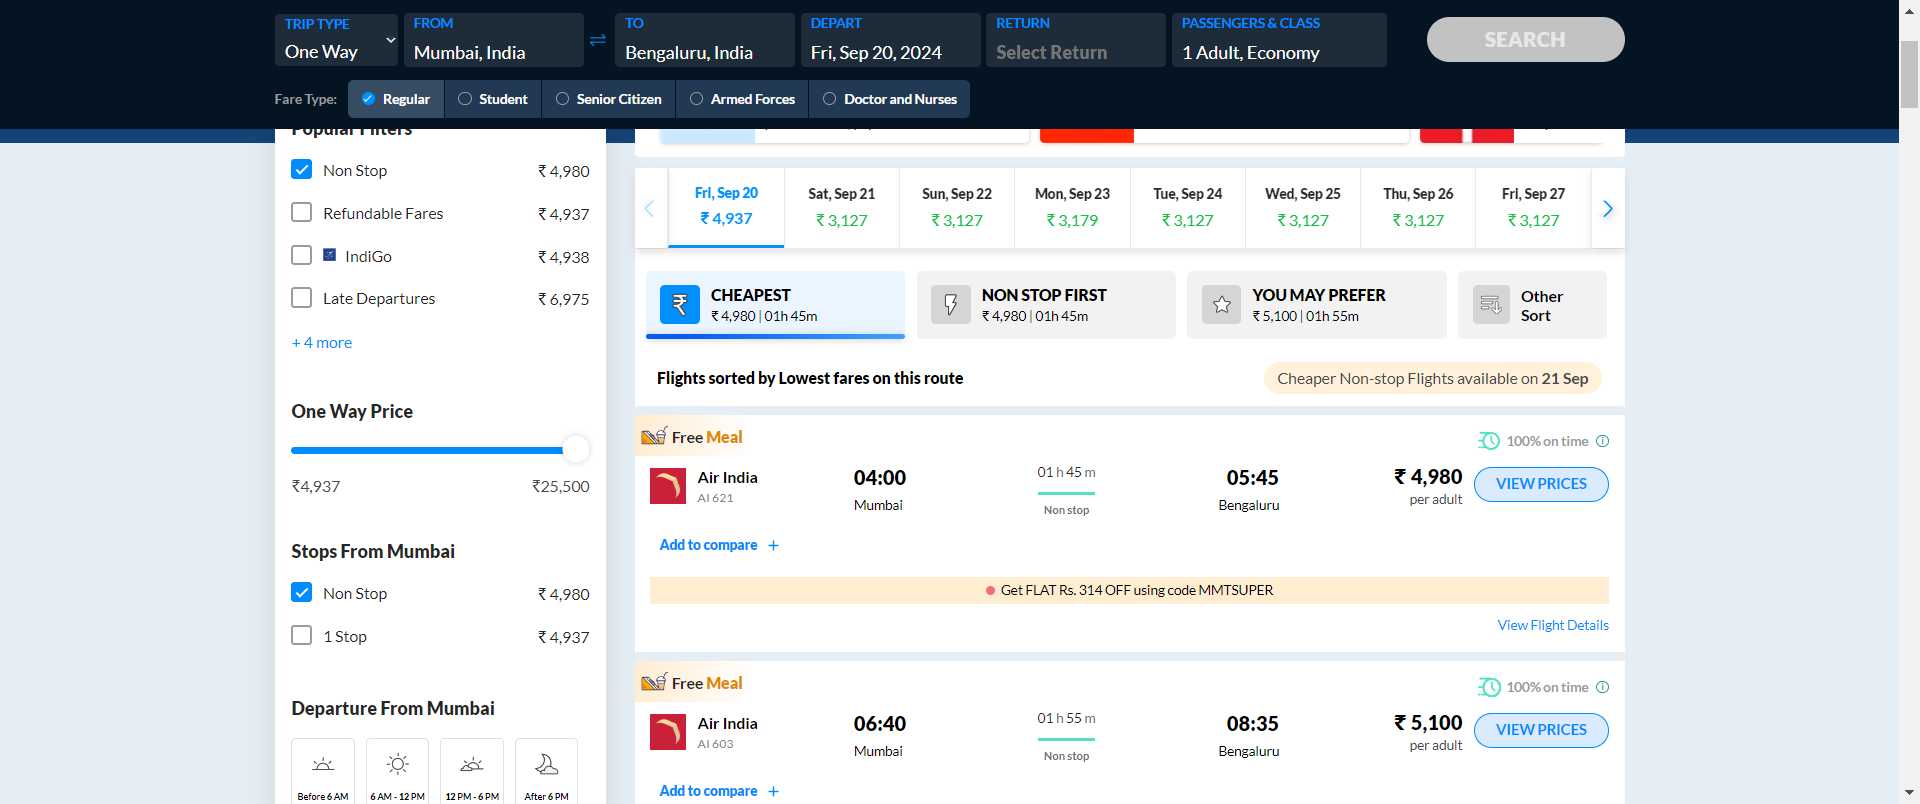 TRIP TYPE
One Way
FROM
Mumbai, India
TO
Bengaluru, India
DEPART
Fri, Sep 20, 2024
RETURN
Select Return
PASSENGERS & CLASS
1 Adult, Economy
SEARCH
Fare Type: Regular Student Senior Citizen Armed Forces Doctor and Nurses
Popular Filters
Non Stop ₹ 4,980
Refundable Fares ₹ 4,937
IndiGo ₹ 4,938
Late Departures ₹ 6,975
+ 4 more
One Way Price
₹4,937 ₹25,500
Stops From Mumbai
Non Stop ₹ 4,980
1 Stop ₹ 4,937
Departure From Mumbai
Before 6 AM 6 AM - 12 PM 12 PM - 6 PM After 6 PM
Fri, Sep 20 Sat, Sep 21 Sun, Sep 22 Mon, Sep 23 Tue, Sep 24 Wed, Sep 25 Thu, Sep 26 Fri, Sep 27
₹ 4,937 ₹ 3,127 ₹ 3,127 ₹ 3,179 ₹ 3,127 ₹ 3,127 ₹ 3,127 ₹ 3,127
CHEAPEST
₹ 4,980 | 01h 45m
NON STOP FIRST
₹ 4,980 | 01h 45m
YOU MAY PREFER
₹ 5,100 | 01h 55m
Other
Sort
Flights sorted by Lowest fares on this route
Cheaper Non-stop Flights available on 21 Sep
Free Meal
100% on time
Air India
AI 621
04:00
Mumbai
01 h 45 m
Non stop
05:45
Bengaluru
₹ 4,980
per adult
VIEW PRICES
Add to compare +
Get FLAT Rs. 314 OFF using code MMTSUPER
View Flight Details
Free Meal
100% on time
Air India
AI 603
06:40
Mumbai
01 h 55 m
Non stop
08:35
Bengaluru
₹ 5,100
per adult
VIEW PRICES
Add to compare +